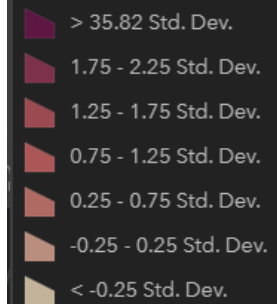 > 35.82 Std. Dev.
1.75 - 2.25 Std. Dev.
1.25 - 1.75 Std. Dev.
0.75 - 1.25 Std. Dev.
0.25 - 0.75 Std. Dev.
-0.25 - 0.25 Std. Dev.
< -0.25 Std. Dev.